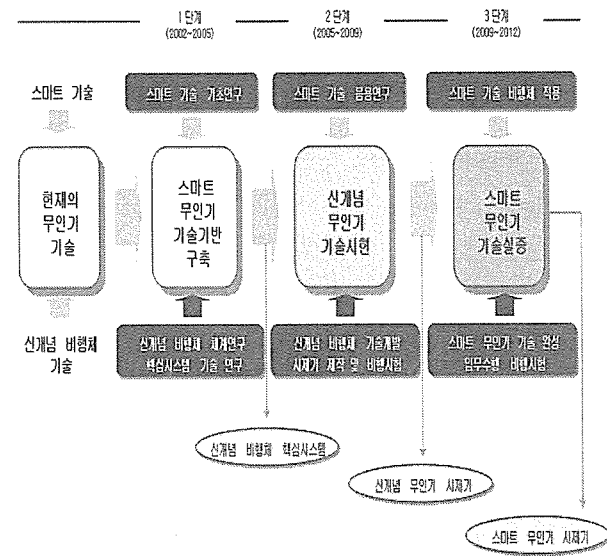 1 단계
(2002~2005)
2 단계
(2005~2009)
3 단계
(2009~2012)
스마트 기술
스마트 기술 기초연구
스마트 기술 응용연구
스마트 기술 비행체 적용
현재의
무인기
기술
스마트
무인기
기술기반
구축
신개념
무인기
기술시현
스마트
무인기
기술실증
신개념 비행체
기술
신개념 비행체 체계연구
핵심시스템 기술 연구
신개념 비행체 기술개발
시제기 제작 및 비행시험
스마트 무인기 기술 완성
임무수행 비행시험
신개념 비행체 핵심시스템
신개념 무인기 시제기
스마트 무인기 시제기